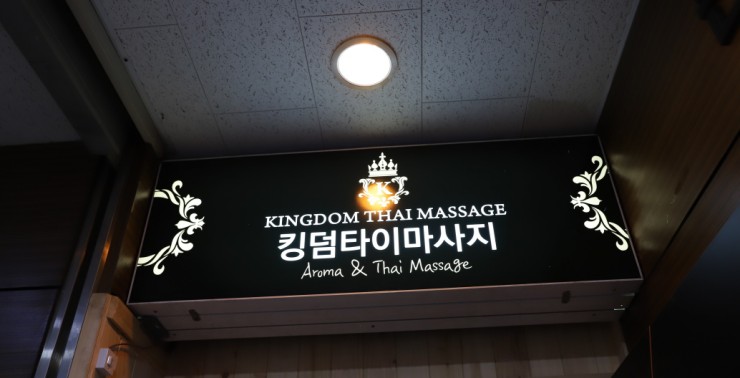 K
KINGDOM THAI MASSAGE
킹덤타이마사지
Aroma & Thai Massage